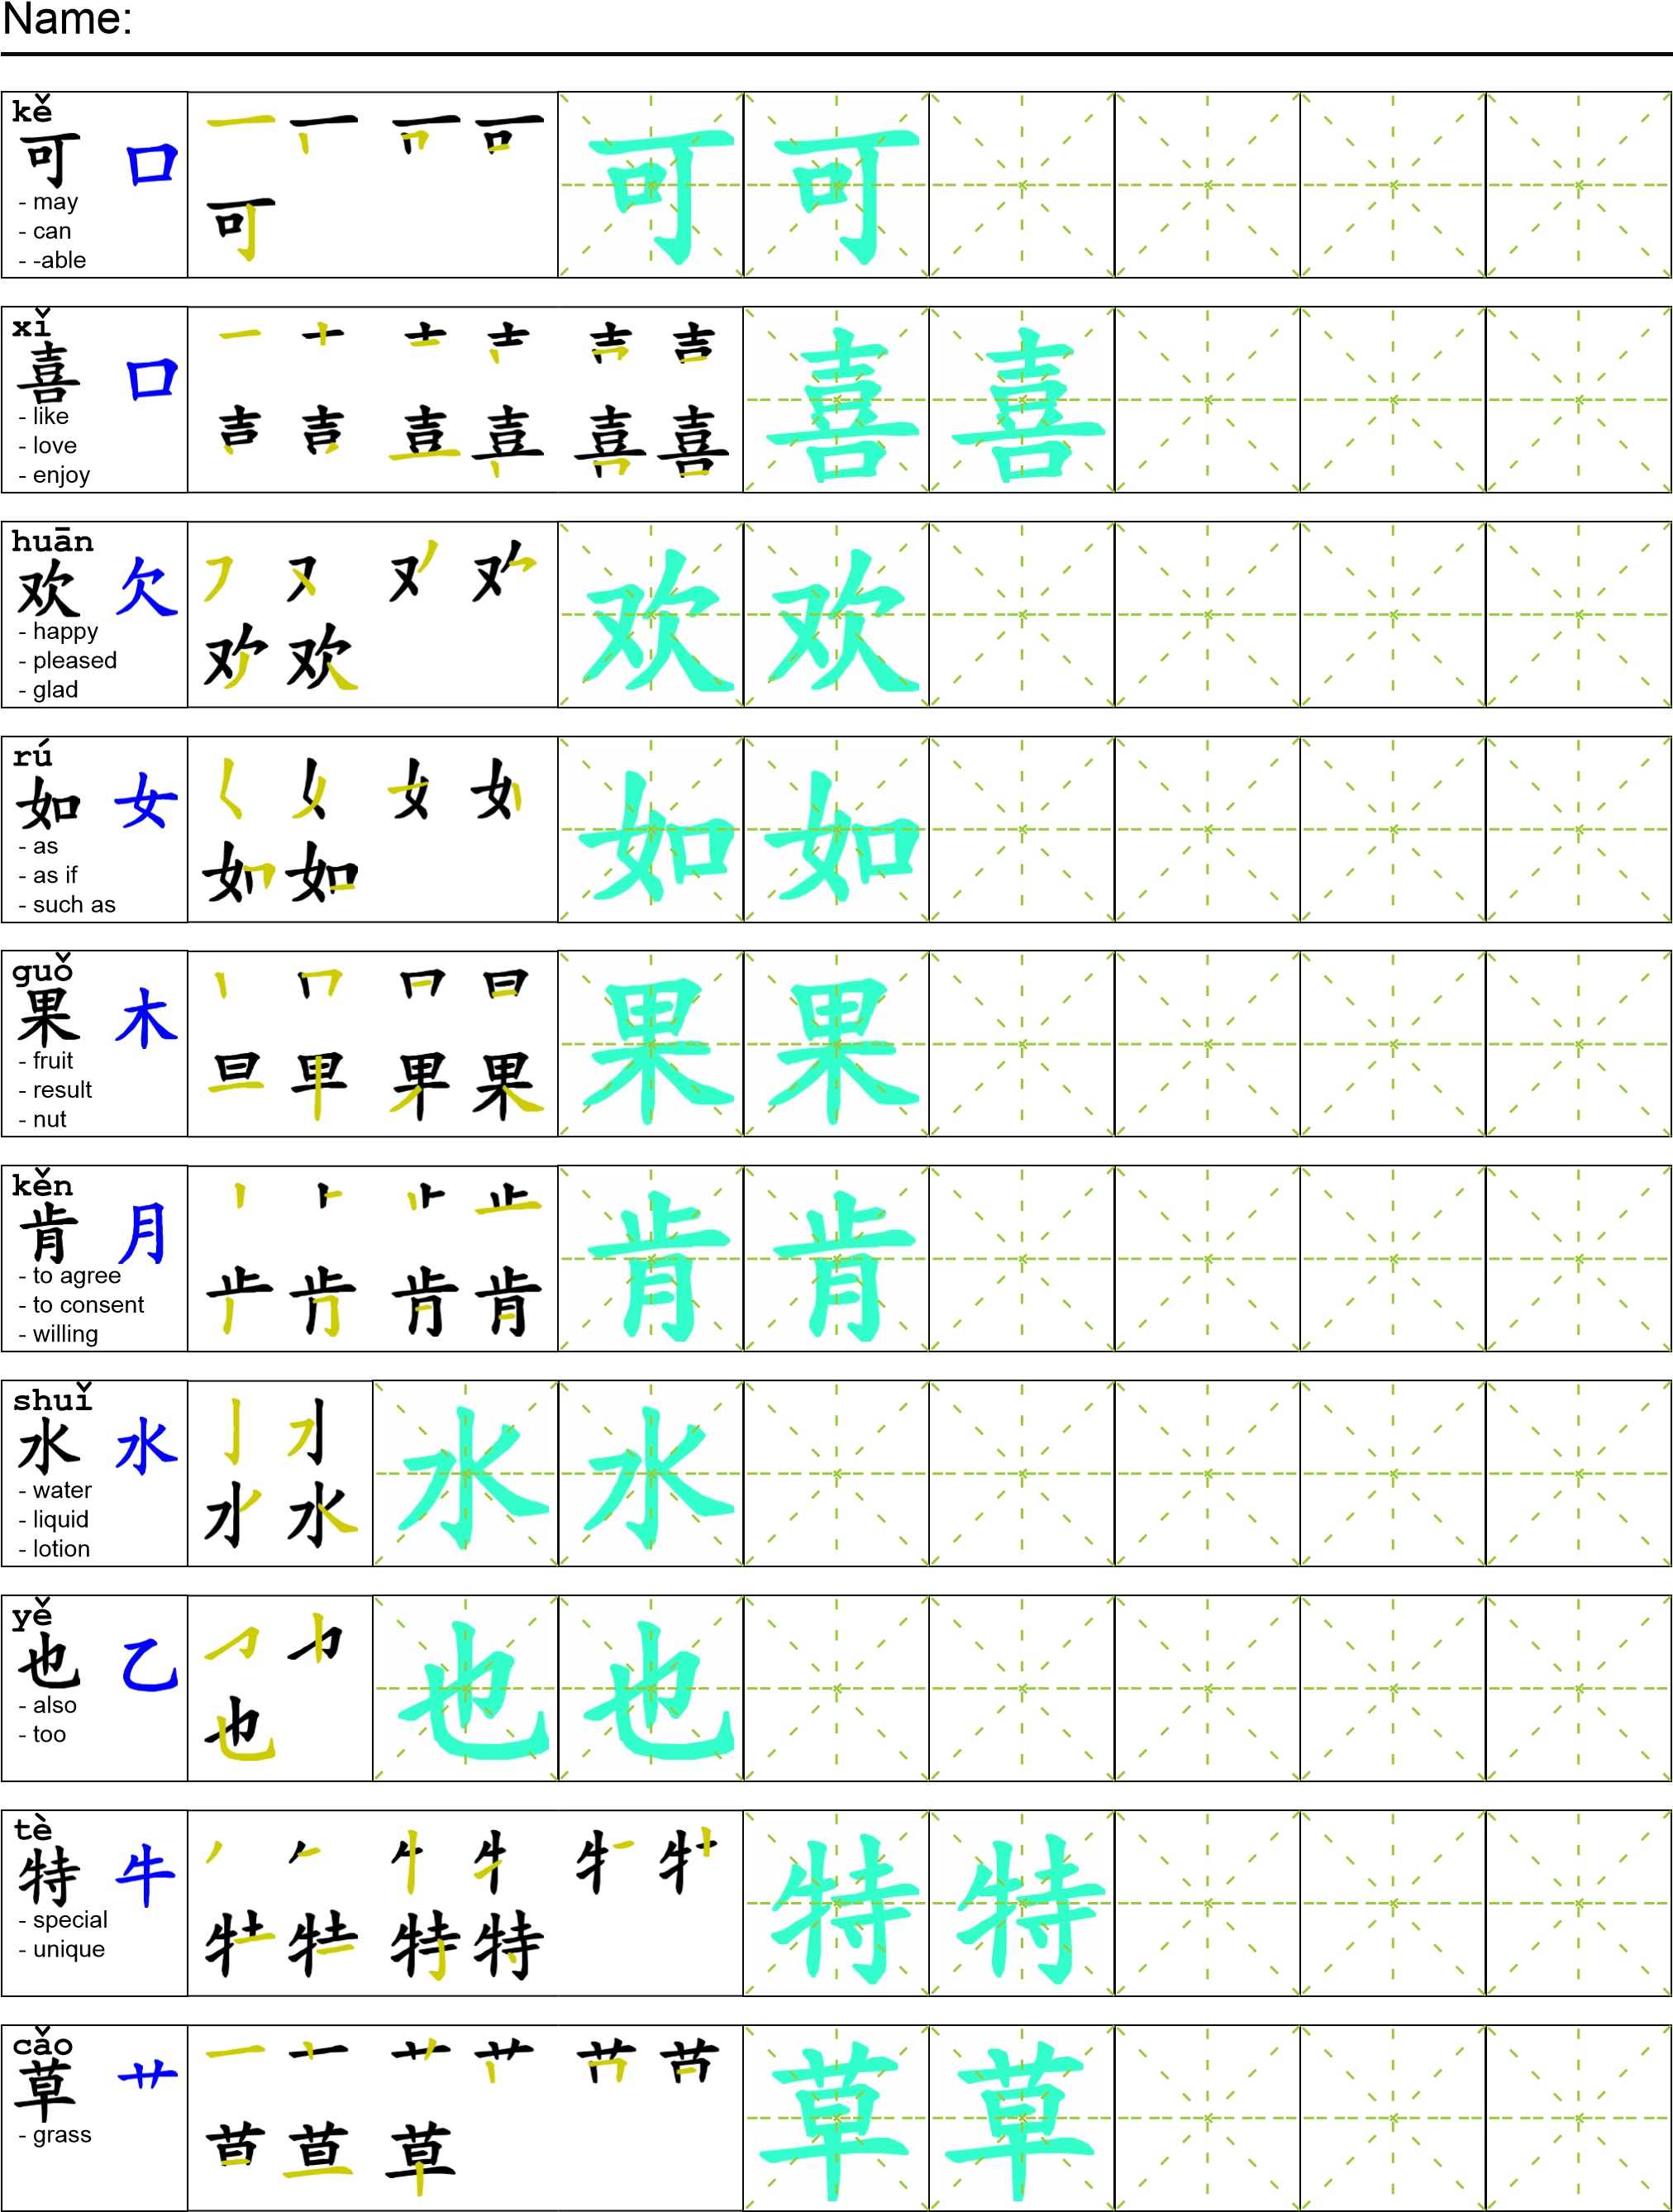 Name:
kě
可 口
- may
- can
- -able
可 可
xǐ
喜 口
- like
- love
- enjoy
喜 喜
huān
欢 欠
- happy
- pleased
- glad
欢 欢
rú
如 女
- as
- as if
- such as
如 如
guǒ
果 木
- fruit
- result
- nut
果 果
kěn
肯 月
- to agree
- to consent
- willing
肯 肯
shuǐ
水 水
- water
- liquid
- lotion
水 水
yě
也 乙
- also
- too
也 也
tè
特 牛
- special
- unique
特 特
cǎo
草 艹
- grass
草 草